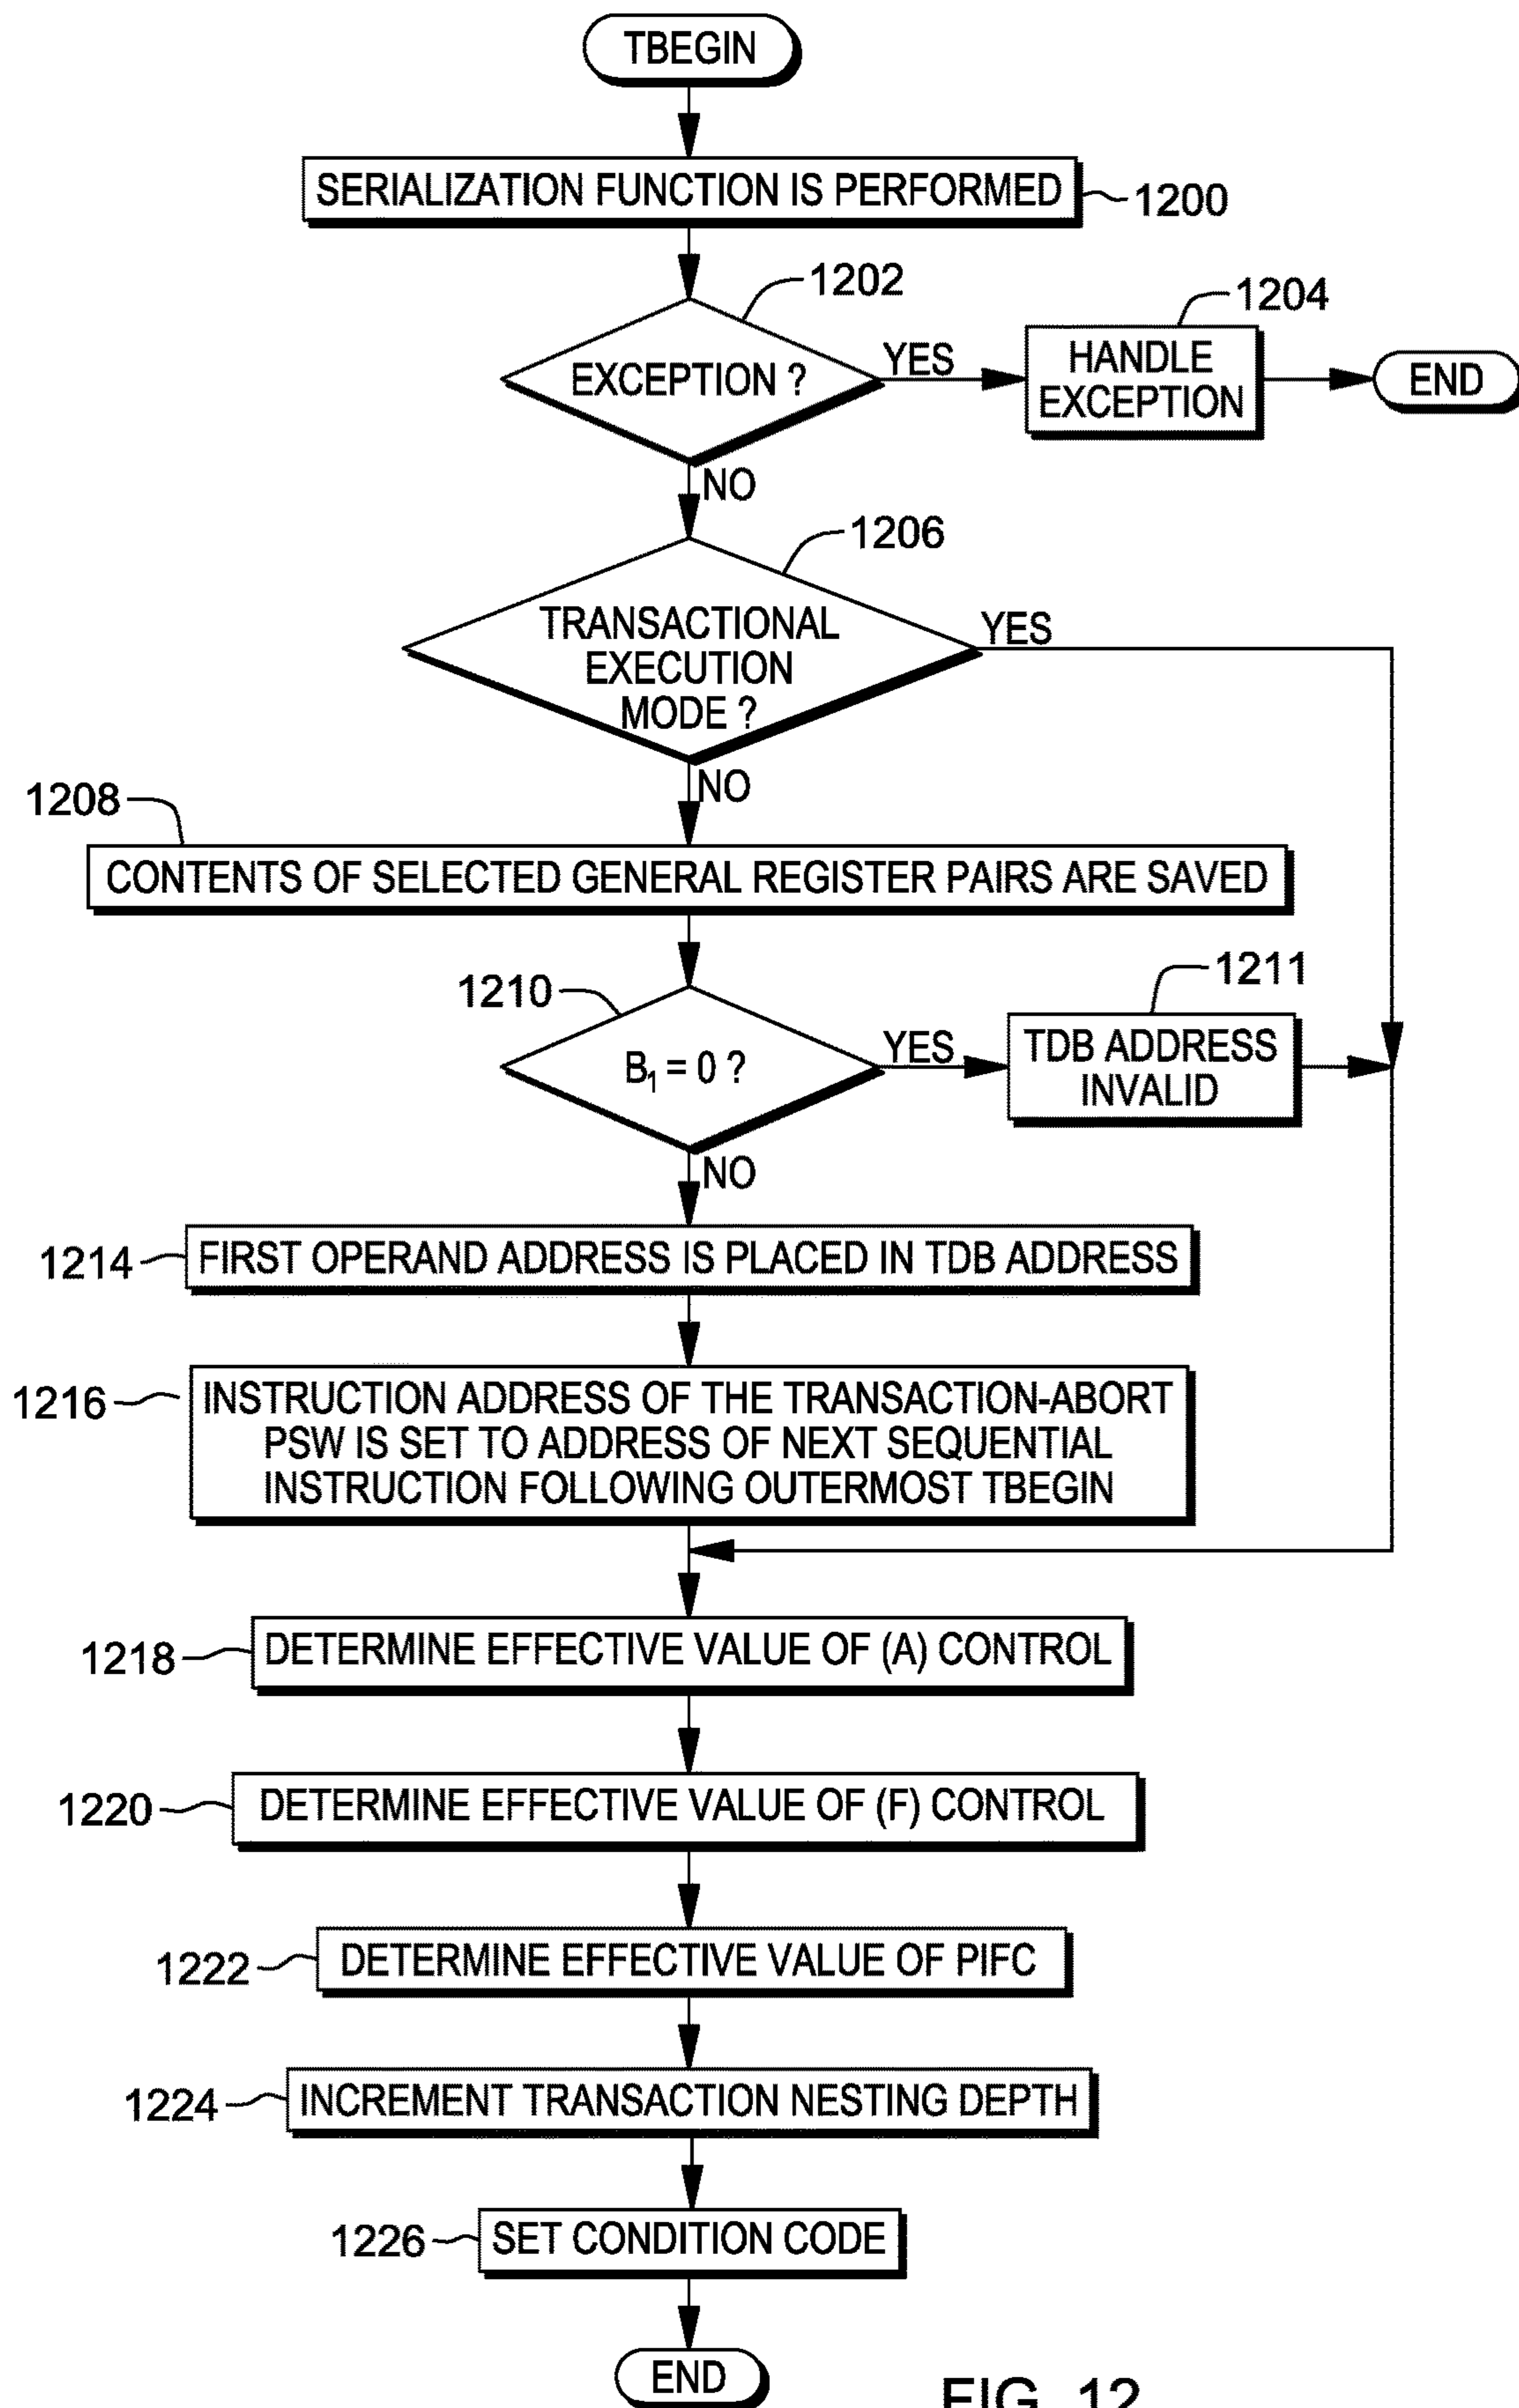 TBEGIN
SERIALIZATION FUNCTION IS PERFORMED
1200
1202
1204
EXCEPTION ?
YES
HANDLE
EXCEPTION
END
NO
1206
TRANSACTIONAL
EXECUTION
MODE ?
YES
NO
1208
CONTENTS OF SELECTED GENERAL REGISTER PAIRS ARE SAVED
1210
1211
B₁ = 0 ?
YES
TDB ADDRESS
INVALID
NO
1214
FIRST OPERAND ADDRESS IS PLACED IN TDB ADDRESS
1216
INSTRUCTION ADDRESS OF THE TRANSACTION-ABORT
PSW IS SET TO ADDRESS OF NEXT SEQUENTIAL
INSTRUCTION FOLLOWING OUTERMOST TBEGIN
1218
DETERMINE EFFECTIVE VALUE OF (A) CONTROL
1220
DETERMINE EFFECTIVE VALUE OF (F) CONTROL
1222
DETERMINE EFFECTIVE VALUE OF PIFC
1224
INCREMENT TRANSACTION NESTING DEPTH
1226
SET CONDITION CODE
END
FIG. 12